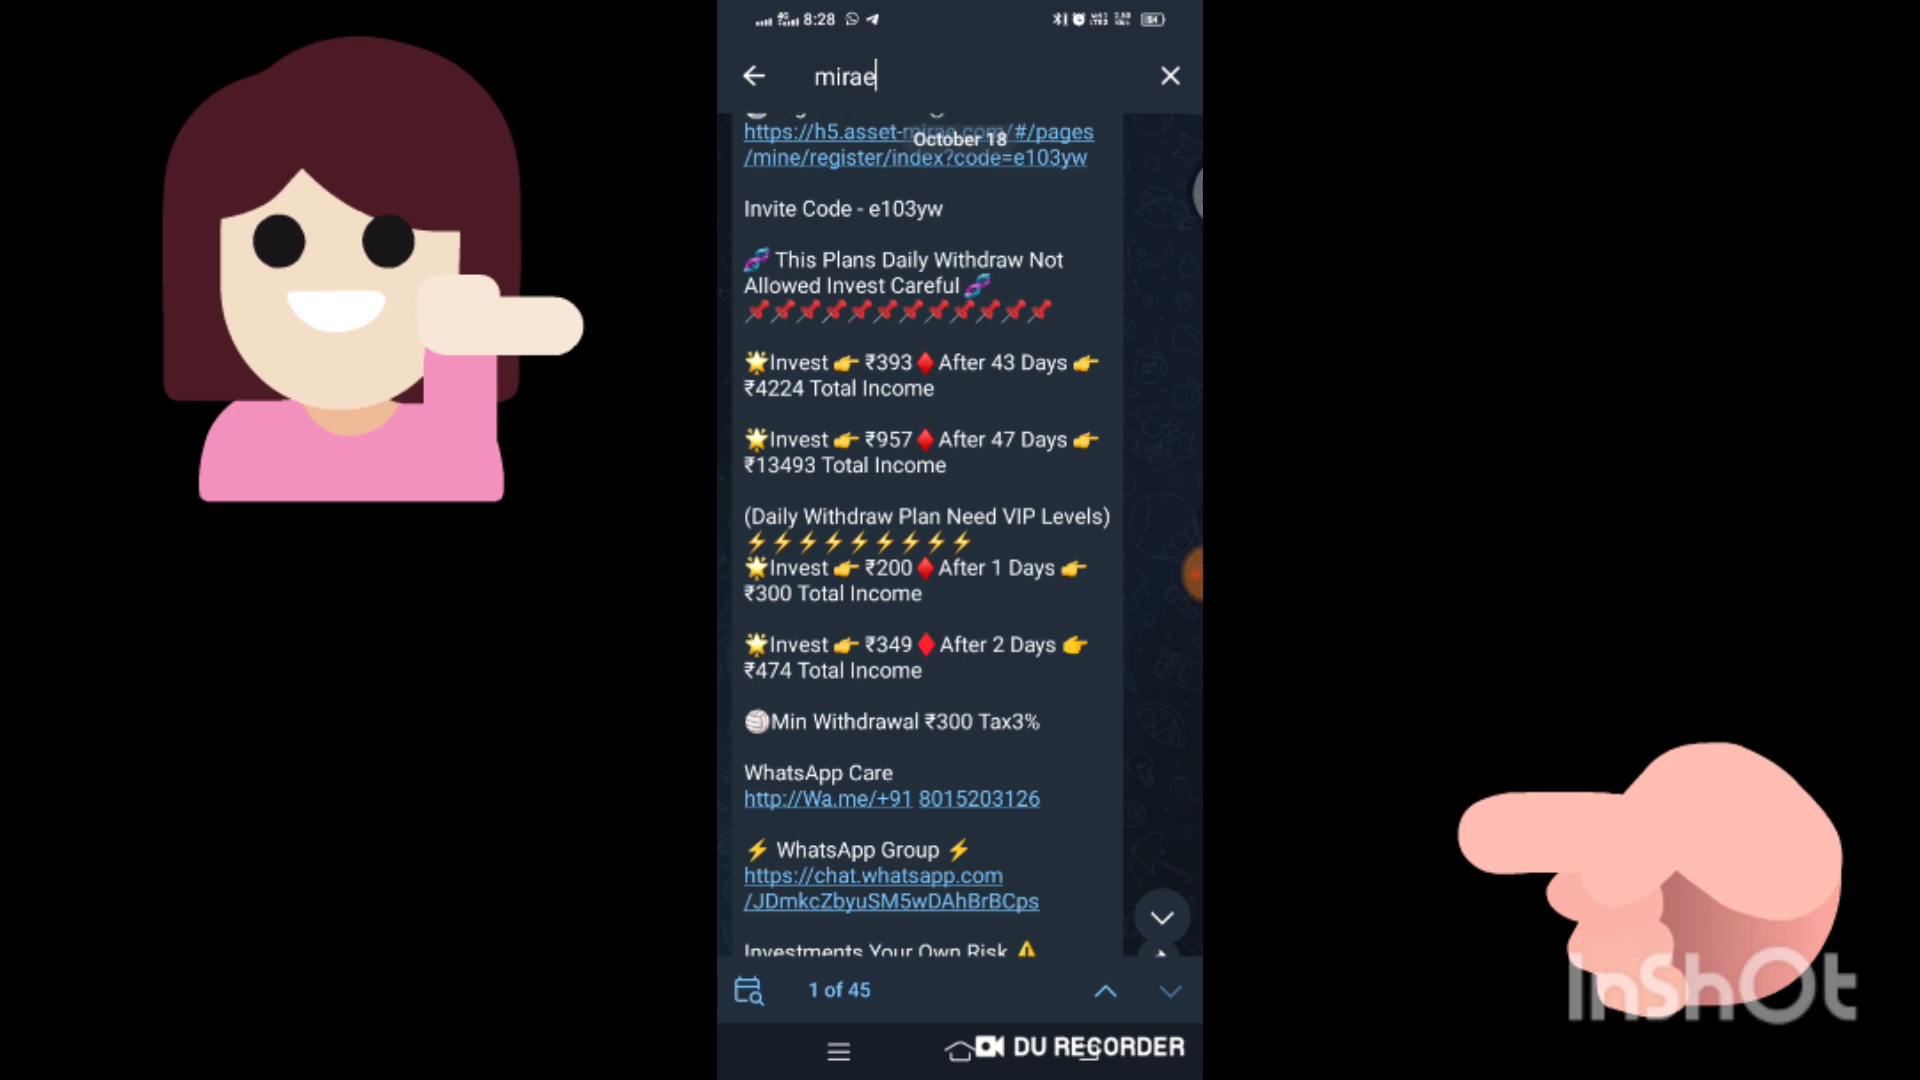 8:28
54
mirae
https://h5.asset-mirae.com/#/pages
October 18
/mine/register/index?code=e103yw
Invite Code - e103yw
This Plans Daily Withdraw Not
Allowed Invest Careful
Invest ₹393 After 43 Days
₹4224 Total Income
Invest ₹957 After 47 Days
₹13493 Total Income
(Daily Withdraw Plan Need VIP Levels)
Invest ₹200 After 1 Days
₹300 Total Income
Invest ₹349 After 2 Days
₹474 Total Income
Min Withdrawal ₹300 Tax3%
WhatsApp Care
http://Wa.me/+91 8015203126
⚡ WhatsApp Group ⚡
https://chat.whatsapp.com
/JDmkcZbyuSM5wDAhBrBCps
Investments Your Own Risk
1 of 45
DU RECORDER
InShOt